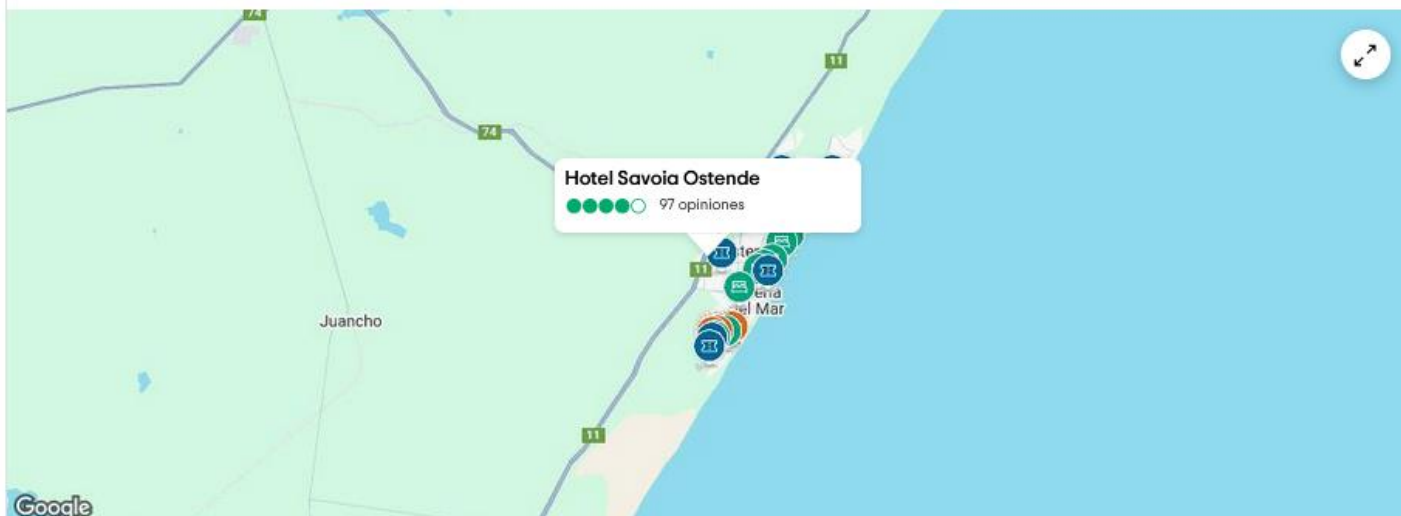 74
11
74
Hotel Savoia Ostende
97 opiniones
11
el Mar
Juancho
11
Google